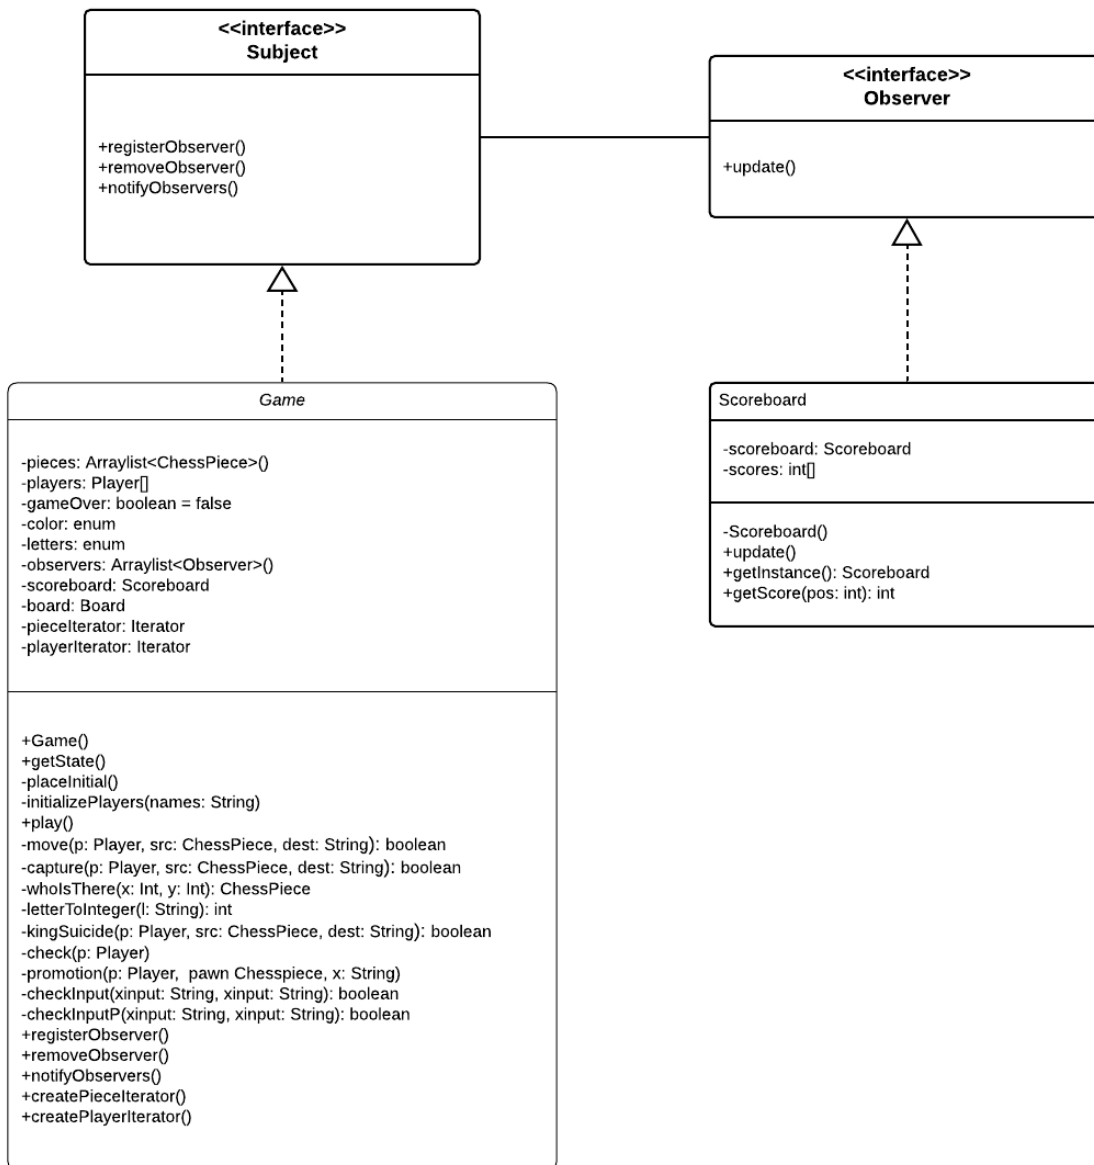 <<interface>>
Subject
+registerObserver()
+removeObserver()
+notifyObservers()
<<interface>>
Observer
+update()
Game
-pieces: Arraylist<ChessPiece>()
-players: Player[]
-gameOver: boolean = false
-color: enum
-letters: enum
-observers: Arraylist<Observer>()
-scoreboard: Scoreboard
-board: Board
-pieceIterator: Iterator
-playerIterator: Iterator
+Game()
+getState()
-placeInitial()
-initializePlayers(names: String)
+play()
-move(p: Player, src: ChessPiece, dest: String): boolean
-capture(p: Player, src: ChessPiece, dest: String): boolean
-whoIsThere(x: Int, y: Int): ChessPiece
-letterToInteger(l: String): int
-kingSuicide(p: Player, src: ChessPiece, dest: String): boolean
-check(p: Player)
-promotion(p: Player,  pawn Chesspiece, x: String)
-checkInput(xinput: String, xinput: String): boolean
-checkInputP(xinput: String, xinput: String): boolean
+registerObserver()
+removeObserver()
+notifyObservers()
+createPieceIterator()
+createPlayerIterator()
Scoreboard
-scoreboard: Scoreboard
-scores: int[]
-Scoreboard()
+update()
+getInstance(): Scoreboard
+getScore(pos: int): int